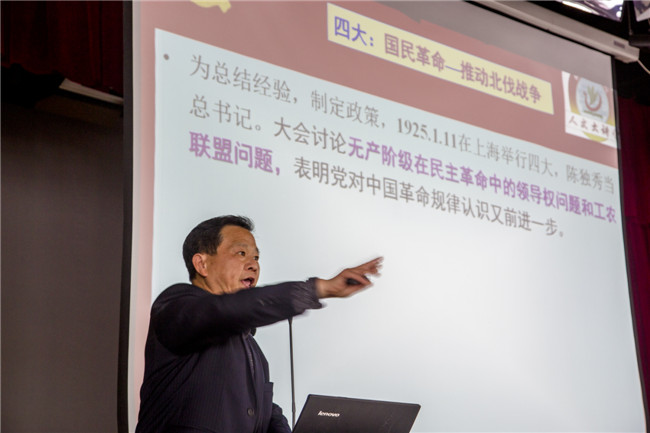 四大：国民革命—推动北伐战争
• 为总结经验，制定政策，1925.1.11在上海举行四大，陈独秀当
总书记。大会讨论无产阶级在民主革命中的领导权问题和工农
联盟问题，表明党对中国革命规律认识又前进一步。
人文大讲
lenovo